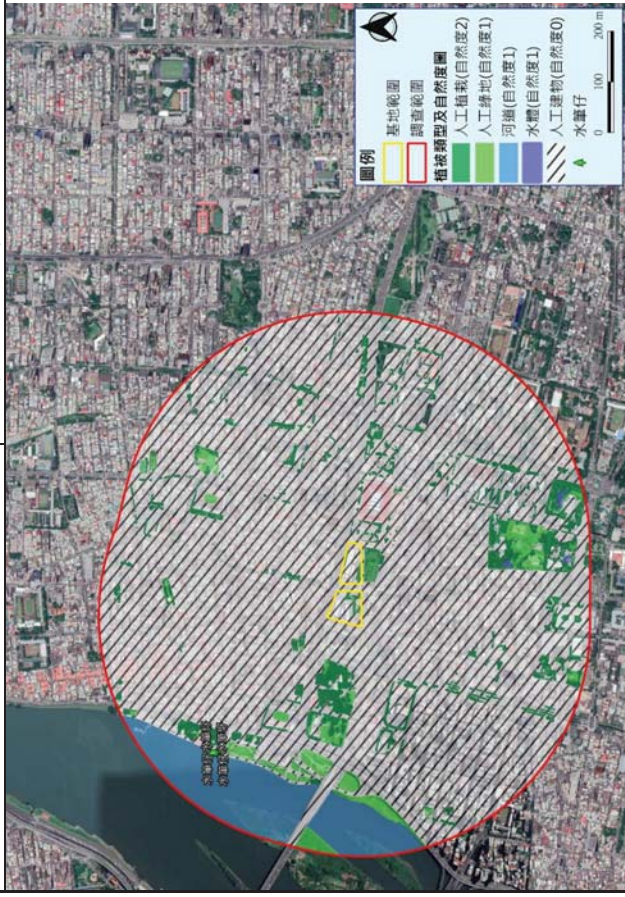 圖例
基地範圍
調查範圍
植被類型及自然度圖
人工植栽(自然度2)
人工綠地(自然度1)
河道(自然度1)
水體(自然度1)
人工建物(自然度0)
水筆仔
0 100 200 m